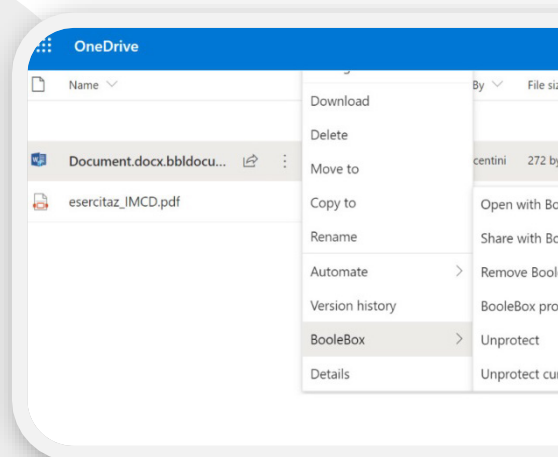 OneDrive
Name By File siz
Download
Delete
Document.docx.bbldocu... centini 272 by
Move to
esercitaz_IMCD.pdf
Copy to Open with Bo
Rename Share with Bo
Automate Remove Bool
Version history BooleBox pro
BooleBox Unprotect
Details Unprotect cur